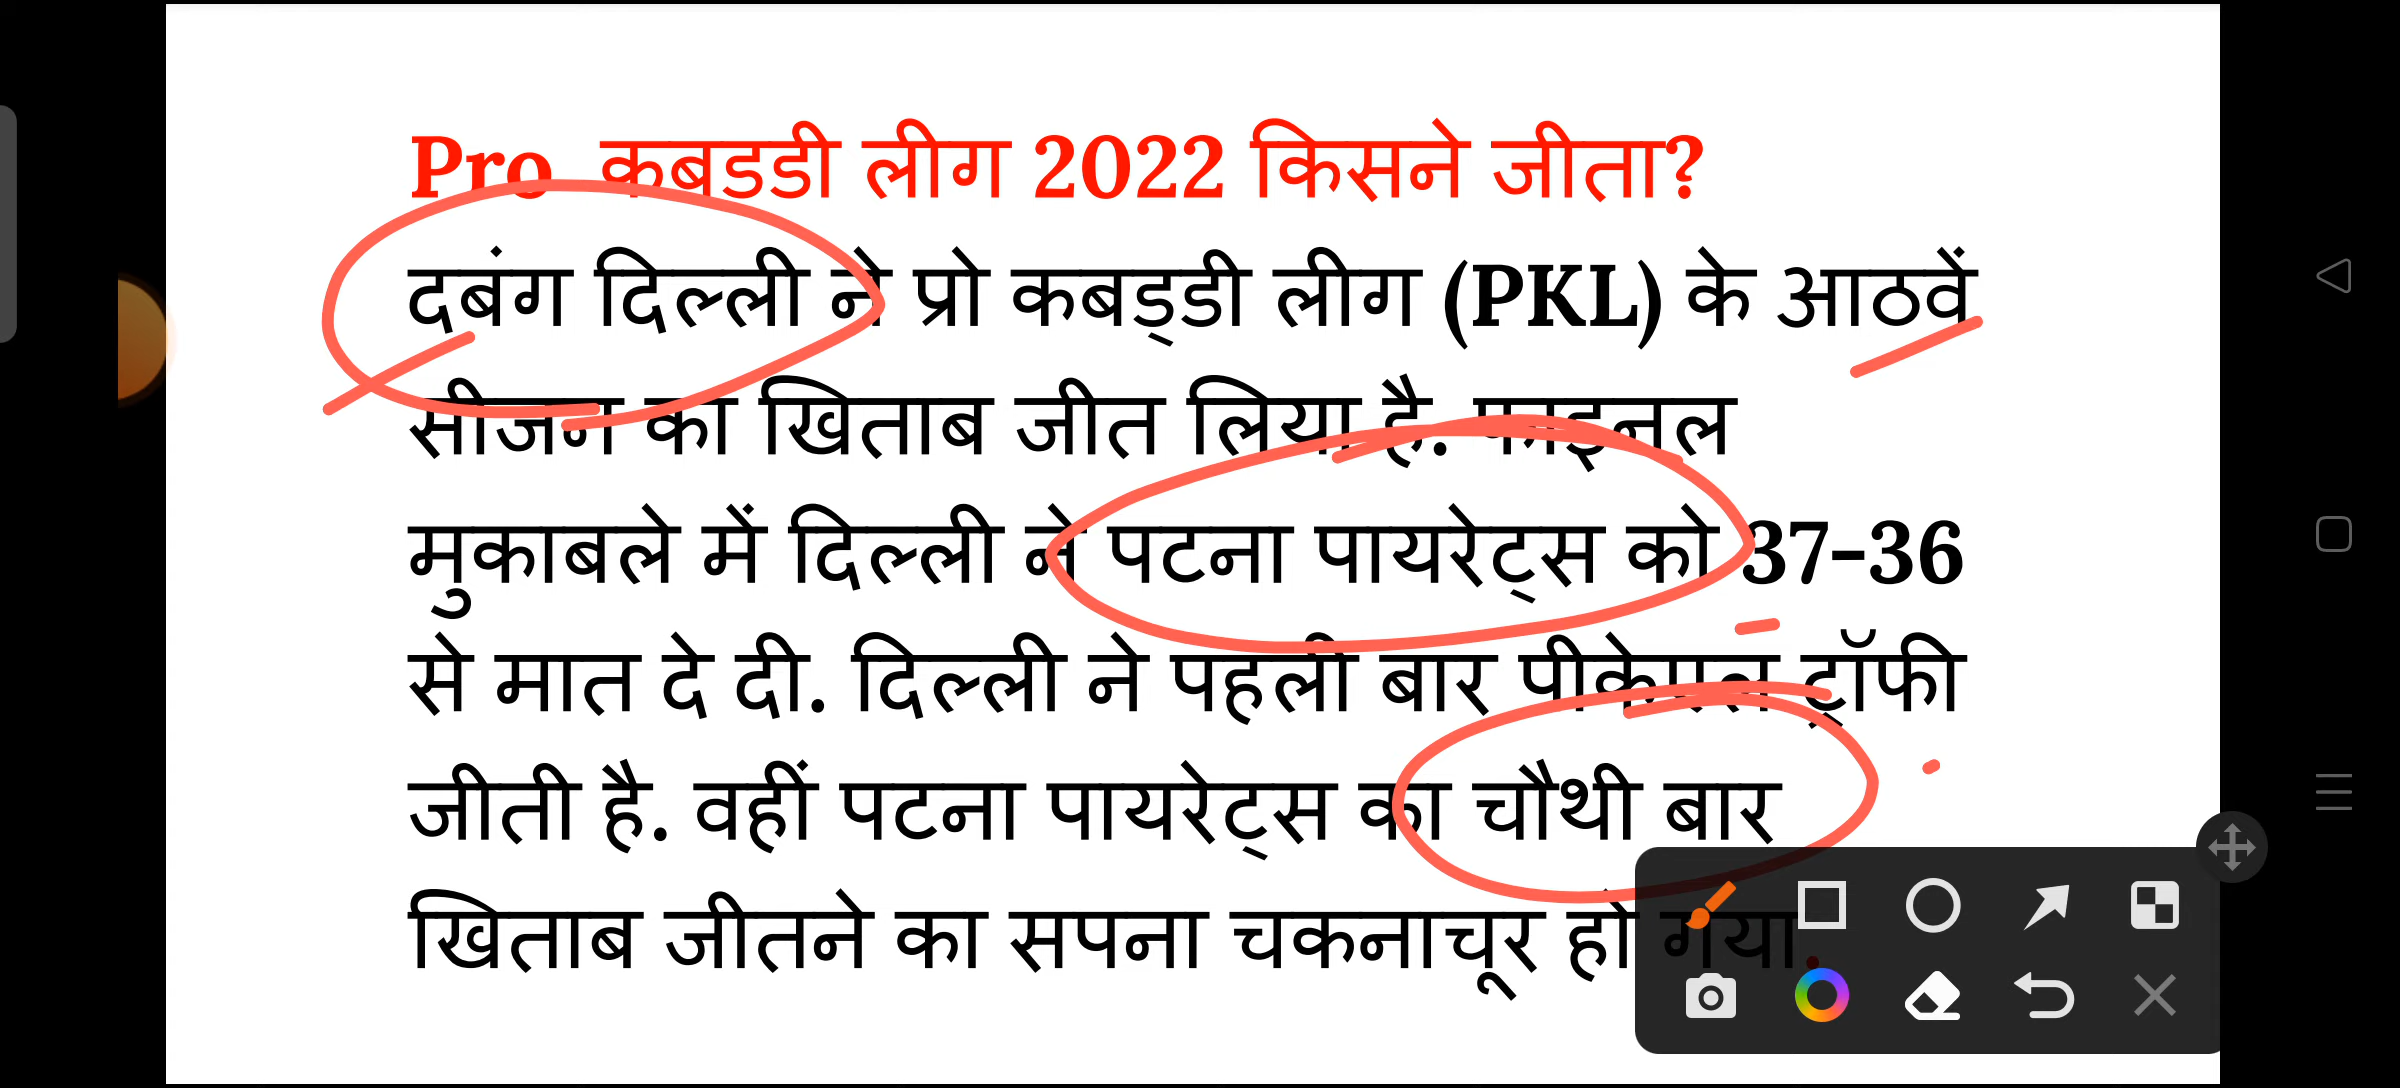 Pro कबडडी लीग 2022 किसने जीता?
दबंग दिल्ली ने प्रो कबड्डी लीग (PKL) के आठवें
सीजन का खिताब जीत लिया है. फाइनल
मुकाबले में दिल्ली ने पटना पायरेट्स को 37-36
से मात दे दी. दिल्ली ने पहली बार पीकेएल ट्रॉफी
जीती है. वहीं पटना पायरेट्स का चौथी बार
खिताब जीतने का सपना चकनाचूर हो गया.